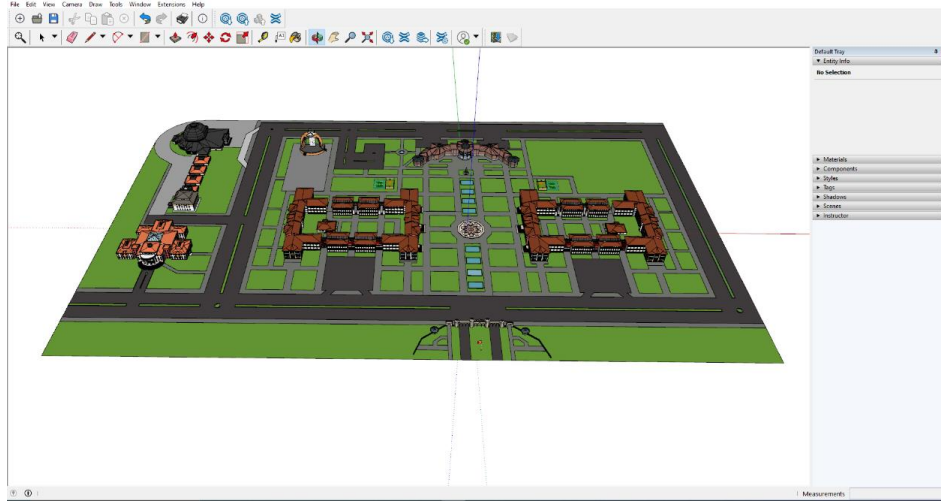 File Edit View Camera Draw Tools Window Extensions Help
Default Tray
Entity Info
No Selection
Materials
Components
Styles
Tags
Shadows
Scenes
Instructor
Measurements